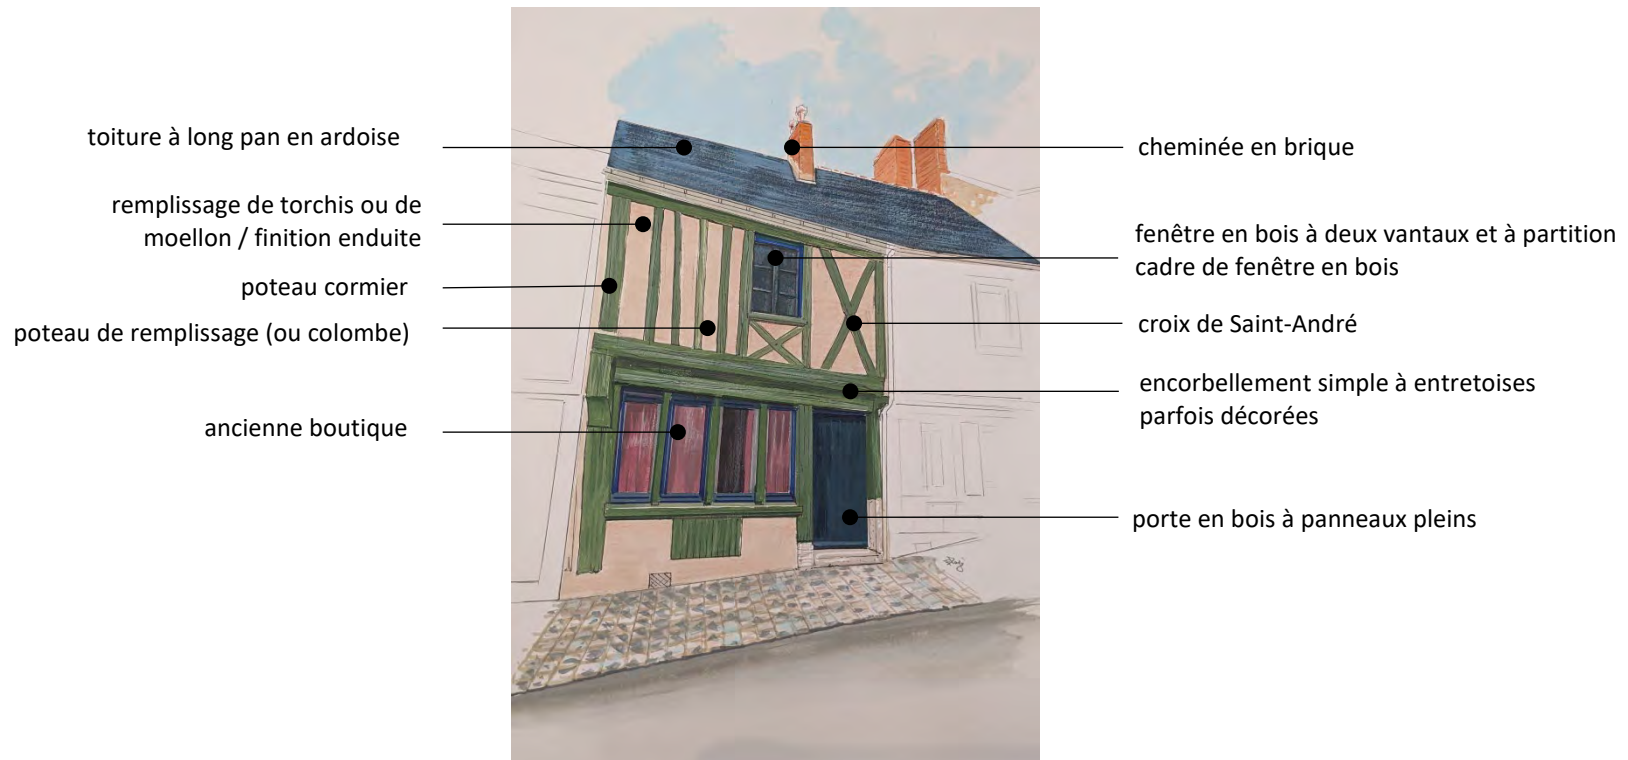 toiture à long pan en ardoise
remplissage de torchis ou de
moellon / finition enduite
poteau cormier
poteau de remplissage (ou colombe)
ancienne boutique
cheminée en brique
fenêtre en bois à deux vantaux et à partition
cadre de fenêtre en bois
croix de Saint-André
encorbellement simple à entretoises
parfois décorées
porte en bois à panneaux pleins